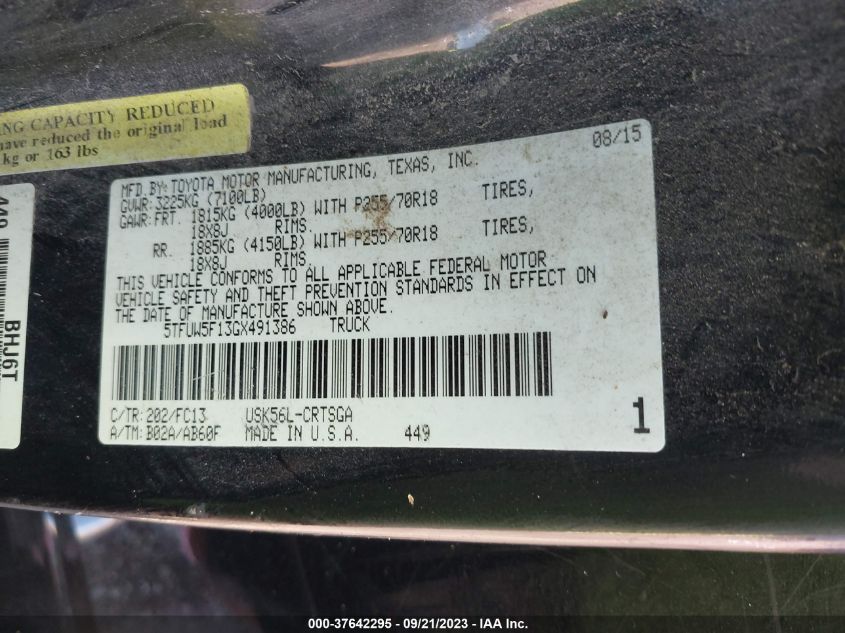 NG CAPACITY REDUCED
have reduced the original load
kg or 163 lbs
449
BHJ6T
08/15
MFD BY: TOYOTA MOTOR MANUFACTURING, TEXAS, INC.
GVWR: 3225KG (7100LB)
GAWR: FRT. 1815KG (4000LB) WITH P255/70R18 TIRES,
18X8J RIMS.
RR. 1885KG (4150LB) WITH P255/70R18 TIRES,
18X8J RIMS.
THIS VEHICLE CONFORMS TO ALL APPLICABLE FEDERAL MOTOR
VEHICLE SAFETY AND THEFT PREVENTION STANDARDS IN EFFECT ON
THE DATE OF MANUFACTURE SHOWN ABOVE.
5TFUW5F13GX491386 TRUCK
C/TR: 202/FC13 USK56L-CRTSGA
A/TM: B02A/AB60F MADE IN U.S.A. 449
1
000-37642295 - 09/21/2023 - IAA Inc.